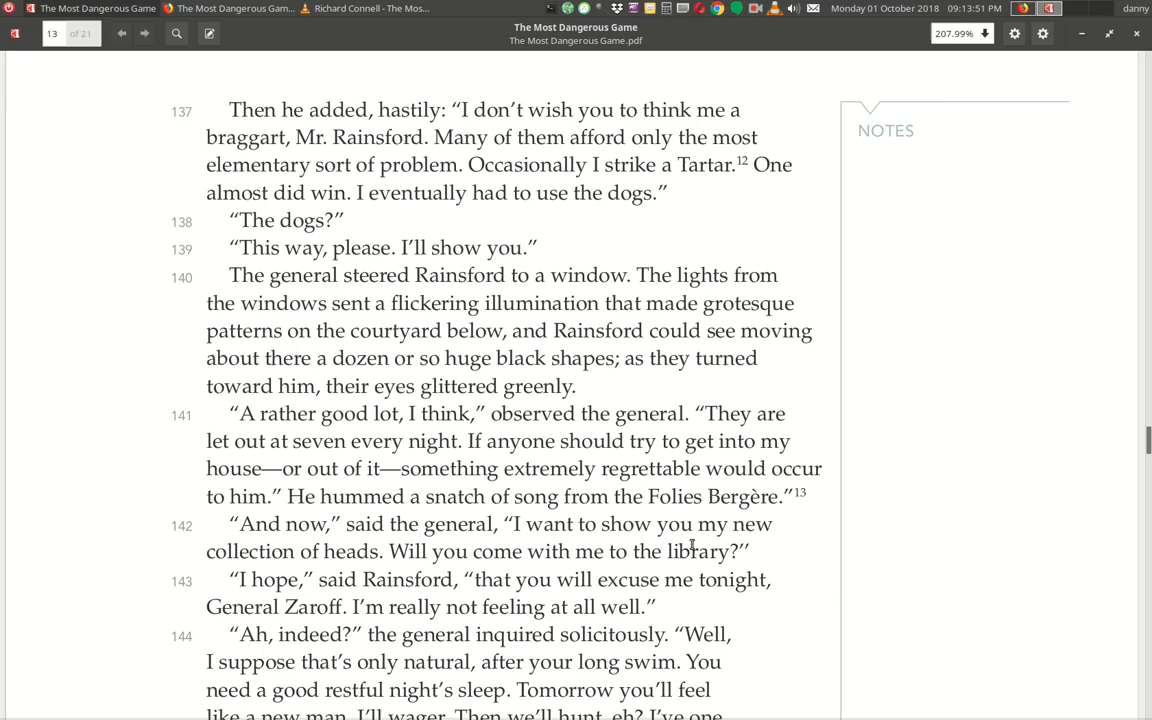 The Most Dangerous Game
The Most Dangerous Gam...
Richard Connell - The Mos...
Monday 01 October 2018
09:13:51 PM
danny
13 of 21
The Most Dangerous Game
The Most Dangerous Game.pdf
207.99%
NOTES
137 Then he added, hastily: “I don’t wish you to think me a
braggart, Mr. Rainsford. Many of them afford only the most
elementary sort of problem. Occasionally I strike a Tartar.12 One
almost did win. I eventually had to use the dogs.”
138 “The dogs?”
139 “This way, please. I’ll show you.”
140 The general steered Rainsford to a window. The lights from
the windows sent a flickering illumination that made grotesque
patterns on the courtyard below, and Rainsford could see moving
about there a dozen or so huge black shapes; as they turned
toward him, their eyes glittered greenly.
141 “A rather good lot, I think,” observed the general. “They are
let out at seven every night. If anyone should try to get into my
house—or out of it—something extremely regrettable would occur
to him.” He hummed a snatch of song from the Folies Bergère.”13
142 “And now,” said the general, “I want to show you my new
collection of heads. Will you come with me to the library?’’
143 “I hope,” said Rainsford, “that you will excuse me tonight,
General Zaroff. I’m really not feeling at all well.”
144 “Ah, indeed?” the general inquired solicitously. “Well,
I suppose that’s only natural, after your long swim. You
need a good restful night’s sleep. Tomorrow you’ll feel
like a new man, I’ll wager. Then we’ll hunt, eh? I’ve one